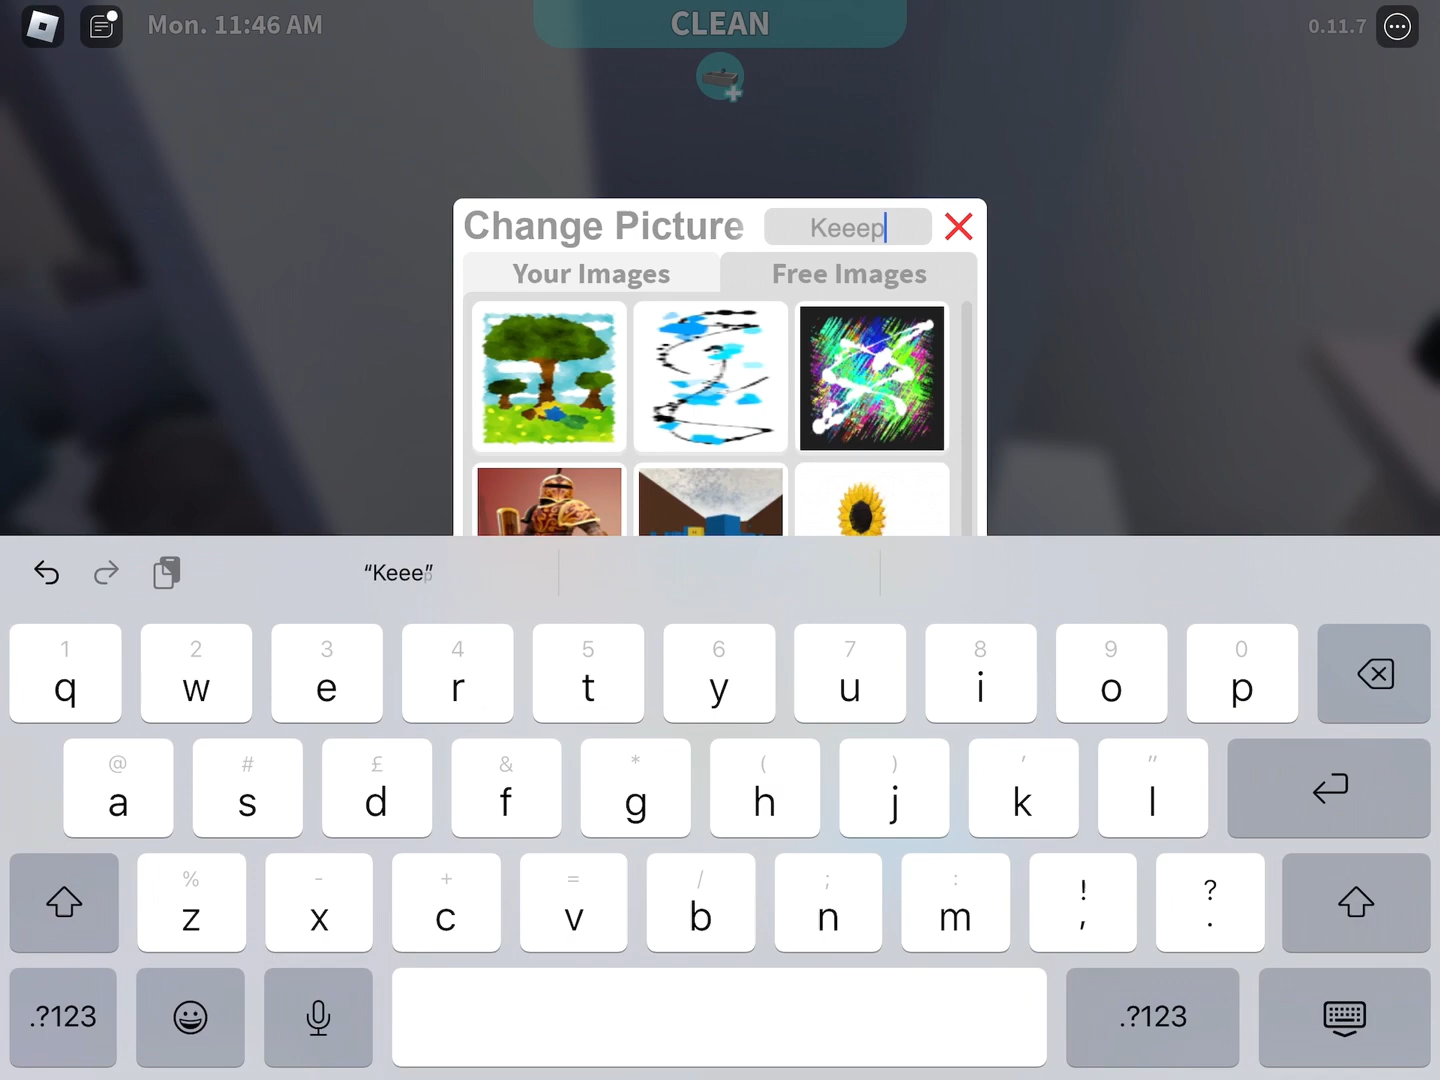 Mon. 11:46 AM
CLEAN
0.11.7
Change Picture
Keeep
Your Images
Free Images
“Keee”
1 2 3 4 5 6 7 8 9 0
q w e r t y u i o p
@ # £ & * ( ) ' "
a s d f g h j k l
% - + = / ; : ! ?
z x c v b n m , .
.?123 .?123